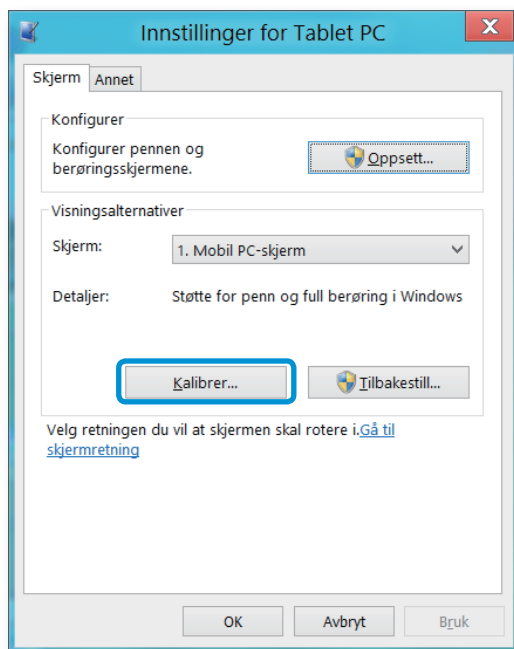 Innstillinger for Tablet PC
Skjerm Annet
Konfigurer
Konfigurer pennen og
berøringsskjermene.
Oppsett...
Visningsalternativer
Skjerm: 1. Mobil PC-skjerm
Detaljer: Støtte for penn og full berøring i Windows
Kalibrer... Tilbakestill...
Velg retningen du vil at skjermen skal rotere i.Gå til
skjermretning
OK Avbryt Bruk